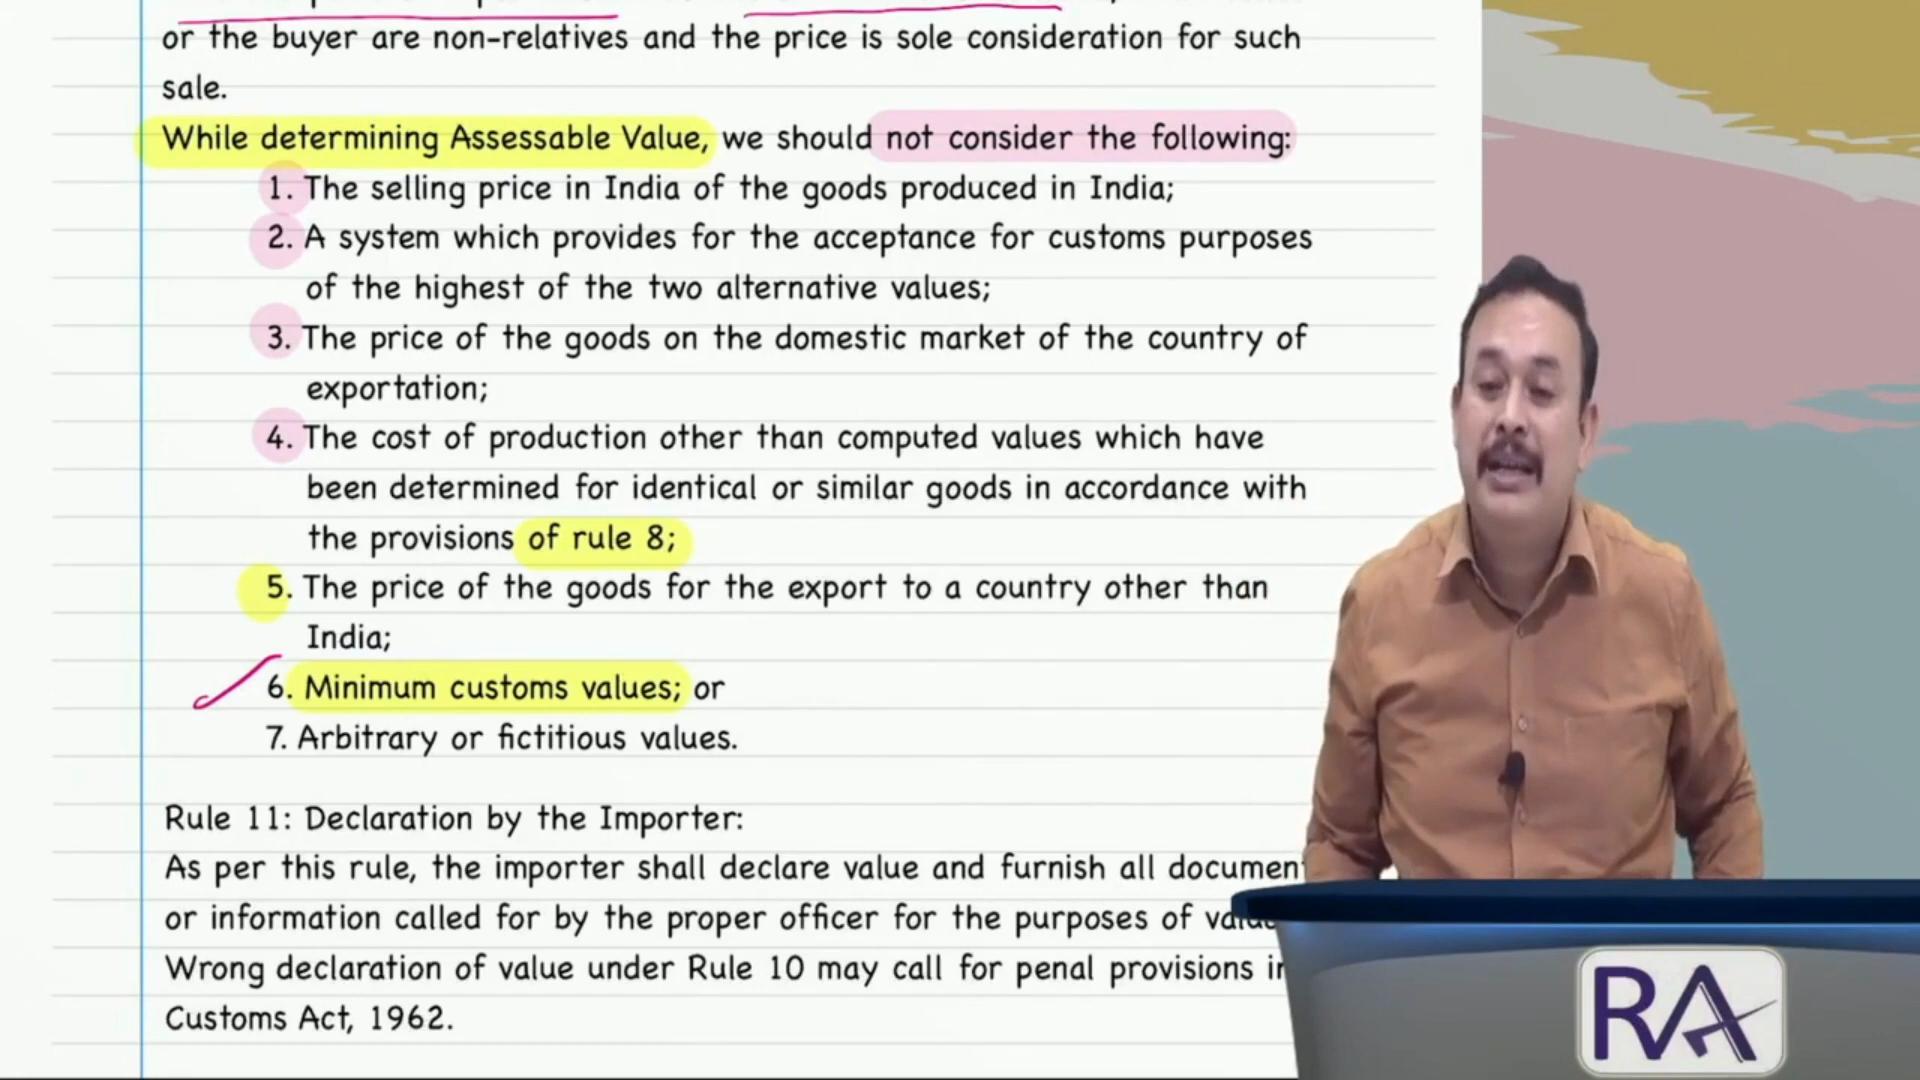 or the buyer are non-relatives and the price is sole consideration for such
sale.
While determining Assessable Value, we should not consider the following:
1. The selling price in India of the goods produced in India;
2. A system which provides for the acceptance for customs purposes
of the highest of the two alternative values;
3. The price of the goods on the domestic market of the country of
exportation;
4. The cost of production other than computed values which have
been determined for identical or similar goods in accordance with
the provisions of rule 8;
5. The price of the goods for the export to a country other than
India;
6. Minimum customs values; or
7. Arbitrary or fictitious values.
Rule 11: Declaration by the Importer:
As per this rule, the importer shall declare value and furnish all document
or information called for by the proper officer for the purposes of
Wrong declaration of value under Rule 10 may call for penal provisions in
Customs Act, 1962.
RA